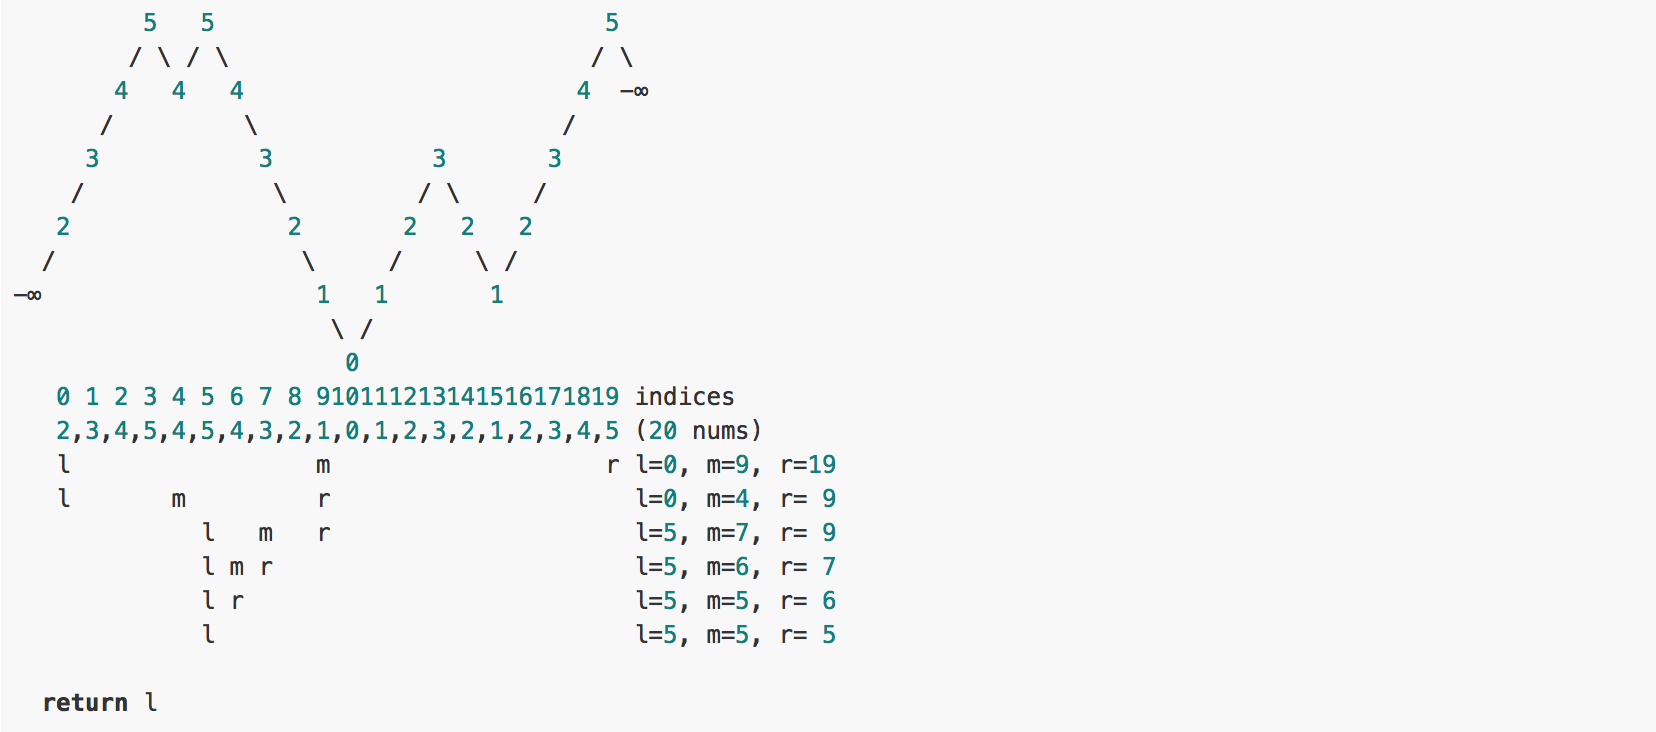 5   5                           5
        / \ / \                         / \
       4   4   4                       4  −∞
      /         \                     /
     3           3           3       3
    /             \         / \     /
   2               2       2   2   2
  /                 \     /     \ /
−∞                   1   1       1
                      \ /
                       0
   0 1 2 3 4 5 6 7 8 910111213141516171819 indices
   2,3,4,5,4,5,4,3,2,1,0,1,2,3,2,1,2,3,4,5 (20 nums)
   l                 m                   r l=0, m=9, r=19
   l       m         r                     l=0, m=4, r= 9
             l   m   r                     l=5, m=7, r= 9
             l m r                         l=5, m=6, r= 7
             l r                           l=5, m=5, r= 6
             l                             l=5, m=5, r= 5
  return l